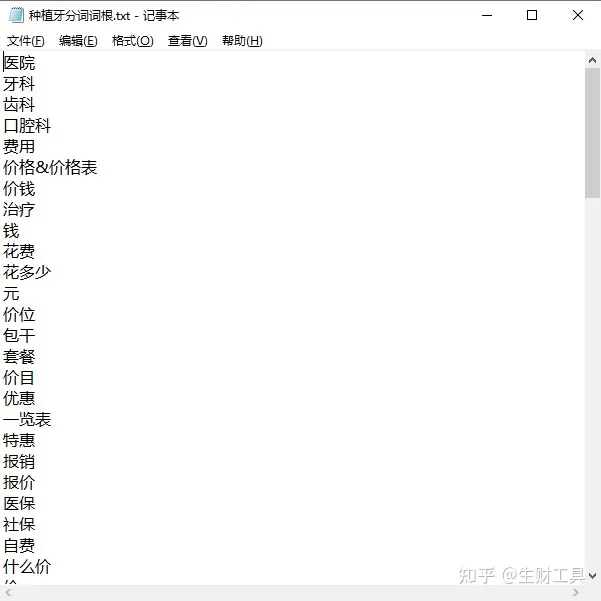 种植牙分词词根.txt - 记事本
文件(F) 编辑(E) 格式(O) 查看(V) 帮助(H)
医院
牙科
齿科
口腔科
费用
价格&价格表
价钱
治疗
钱
花费
花多少
元
价位
包干
套餐
价目
优惠
一览表
特惠
报销
报价
医保
社保
自费
什么价
知乎 @生财工具